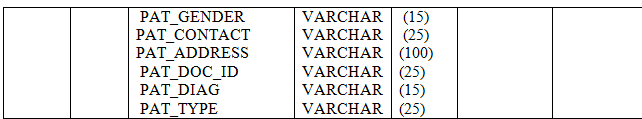 PAT_GENDER VARCHAR (15)
PAT_CONTACT VARCHAR (25)
PAT_ADDRESS VARCHAR (100)
PAT_DOC_ID VARCHAR (25)
PAT_DIAG VARCHAR (15)
PAT_TYPE VARCHAR (25)